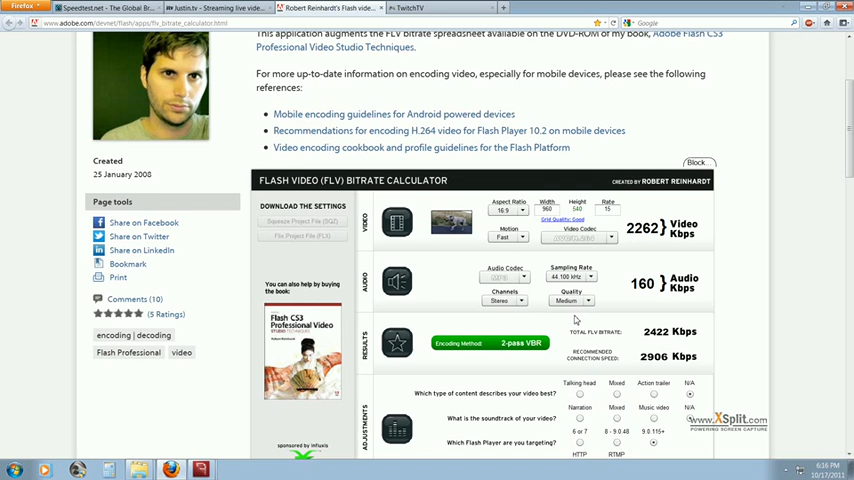 Firefox
Speedtest.net - The Global Br...
Justin.tv - Streaming live vide...
Robert Reinhardt's Flash vide...
TwitchTV
www.adobe.com/devnet/flash/apps/flv_bitrate_calculator.html
Google
This application augments the FLV bitrate spreadsheet available on the DVD-ROM of my book, Adobe Flash CS3
Professional Video Studio Techniques.
For more up-to-date information on encoding video, especially for mobile devices, please see the following
references:
Mobile encoding guidelines for Android powered devices
Recommendations for encoding H.264 video for Flash Player 10.2 on mobile devices
Video encoding cookbook and profile guidelines for the Flash Platform
Created
25 January 2008
Page tools
Share on Facebook
Share on Twitter
Share on LinkedIn
Bookmark
Print
Comments (10)
(5 Ratings)
encoding | decoding
Flash Professional
video
Block...
FLASH VIDEO (FLV) BITRATE CALCULATOR
CREATED BY ROBERT REINHARDT
DOWNLOAD THE SETTINGS
Squeeze Project File (SQZ)
Flix Project File (FLX)
You can also help by buying
the book:
Flash CS3
Professional Video
STUDIO TECHNIQUES
sponsored by Influxis
VIDEO
Aspect Ratio
Width
Height
Rate
16:9
960
540
15
Grid Quality: Good
Motion
Video Codec
Fast
AVC/H.264
2262 Video
Kbps
AUDIO
Audio Codec
Sampling Rate
MP3
44.100 kHz
Channels
Quality
Stereo
Medium
160 Audio
Kbps
RESULTS
Encoding Method: 2-pass VBR
TOTAL FLV BITRATE: 2422 Kbps
RECOMMENDED
CONNECTION SPEED: 2906 Kbps
ADJUSTMENTS
Talking head
Mixed
Action trailer
N/A
Which type of content describes your video best?
Narration
Mixed
Music video
N/A
What is the soundtrack of your video?
6 or 7
8 - 9.0.48
9.0.115+
Which Flash Player are you targeting?
HTTP
RTMP
www.XSplit.com
POWERING SCREEN CAPTURE
6:16 PM
10/17/2011